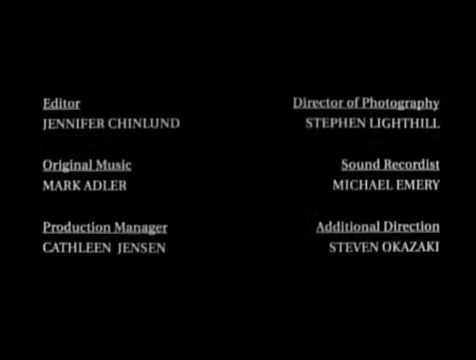 Editor
JENNIFER CHINLUND
Original Music
MARK ADLER
Production Manager
CATHLEEN JENSEN
Director of Photography
STEPHEN LIGHTHILL
Sound Recordist
MICHAEL EMERY
Additional Direction
STEVEN OKAZAKI